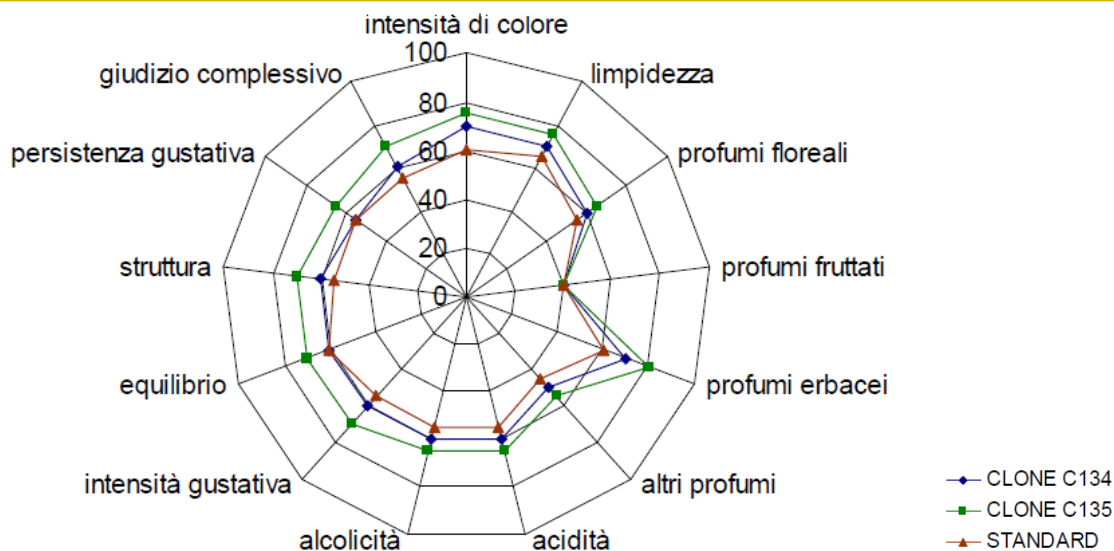 intensità di colore
100
giudizio complessivo
limpidezza
80
persistenza gustativa
60
profumi floreali
40
struttura
20
profumi fruttati
0
equilibrio
profumi erbacei
intensità gustativa
altri profumi
alcolicità
acidità
CLONE C134
CLONE C135
STANDARD